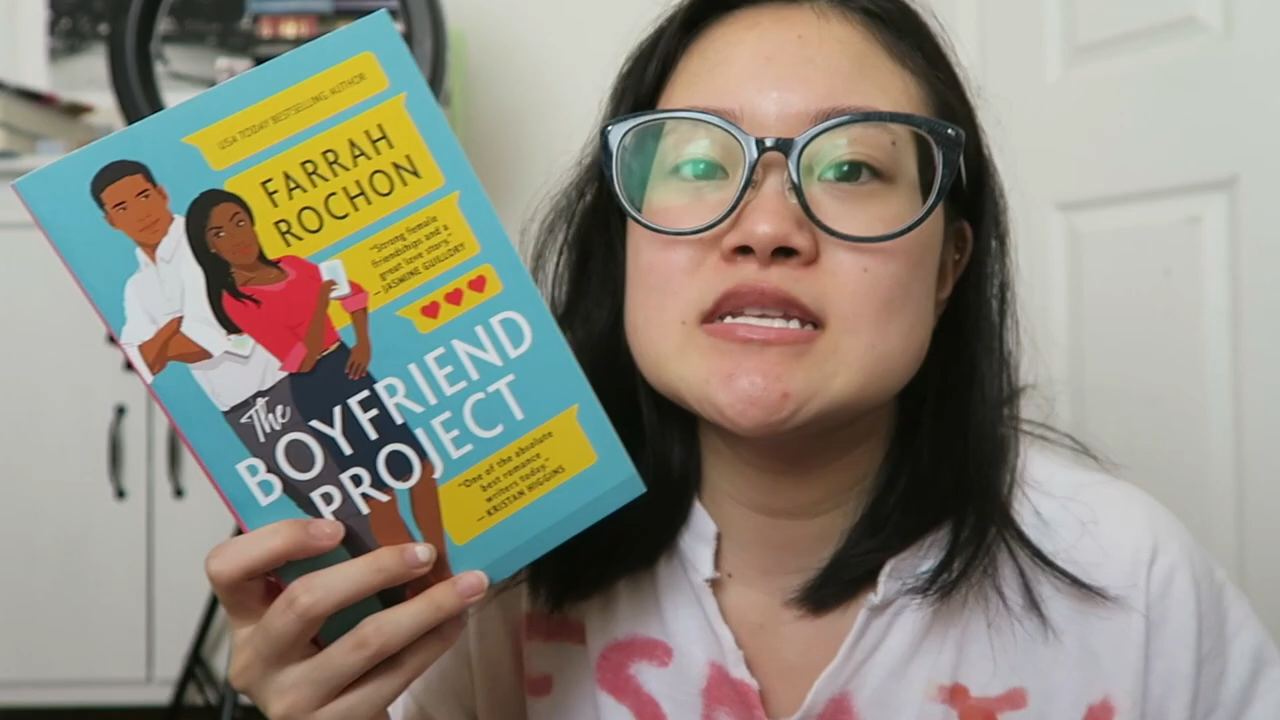 USA TODAY BESTSELLING AUTHOR
FARRAH
ROCHON
"Strong female
friendships and a
great love story."
—JASMINE GUILLORY
The
BOYFRIEND
PROJECT
"One of the absolute
best romance
writers today."
—KRISTAN HIGGINS